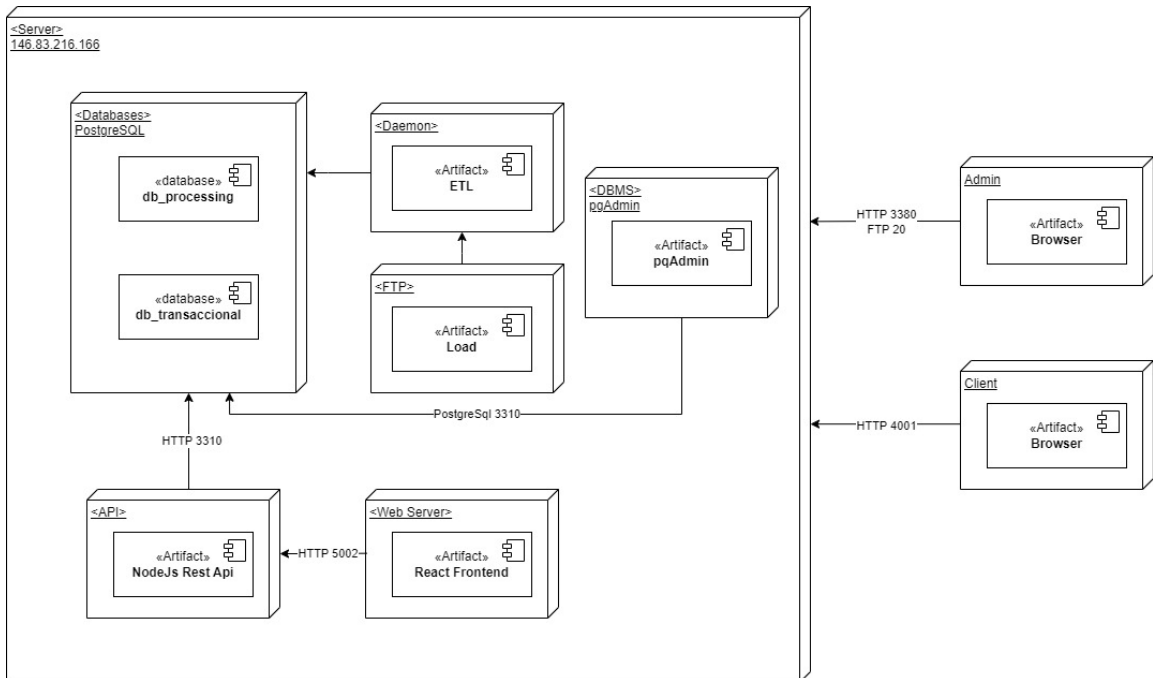 <Server>
146.83.216.166
<Databases>
PostgreSQL
«database»
db_processing
«database»
db_transaccional
<Daemon>
«Artifact»
ETL
<FTP>
«Artifact»
Load
<DBMS>
pgAdmin
«Artifact»
pqAdmin
PostgreSql 3310
HTTP 3310
<API>
«Artifact»
NodeJs Rest Api
HTTP 5002
<Web Server>
«Artifact»
React Frontend
HTTP 3380
FTP 20
Admin
«Artifact»
Browser
HTTP 4001
Client
«Artifact»
Browser